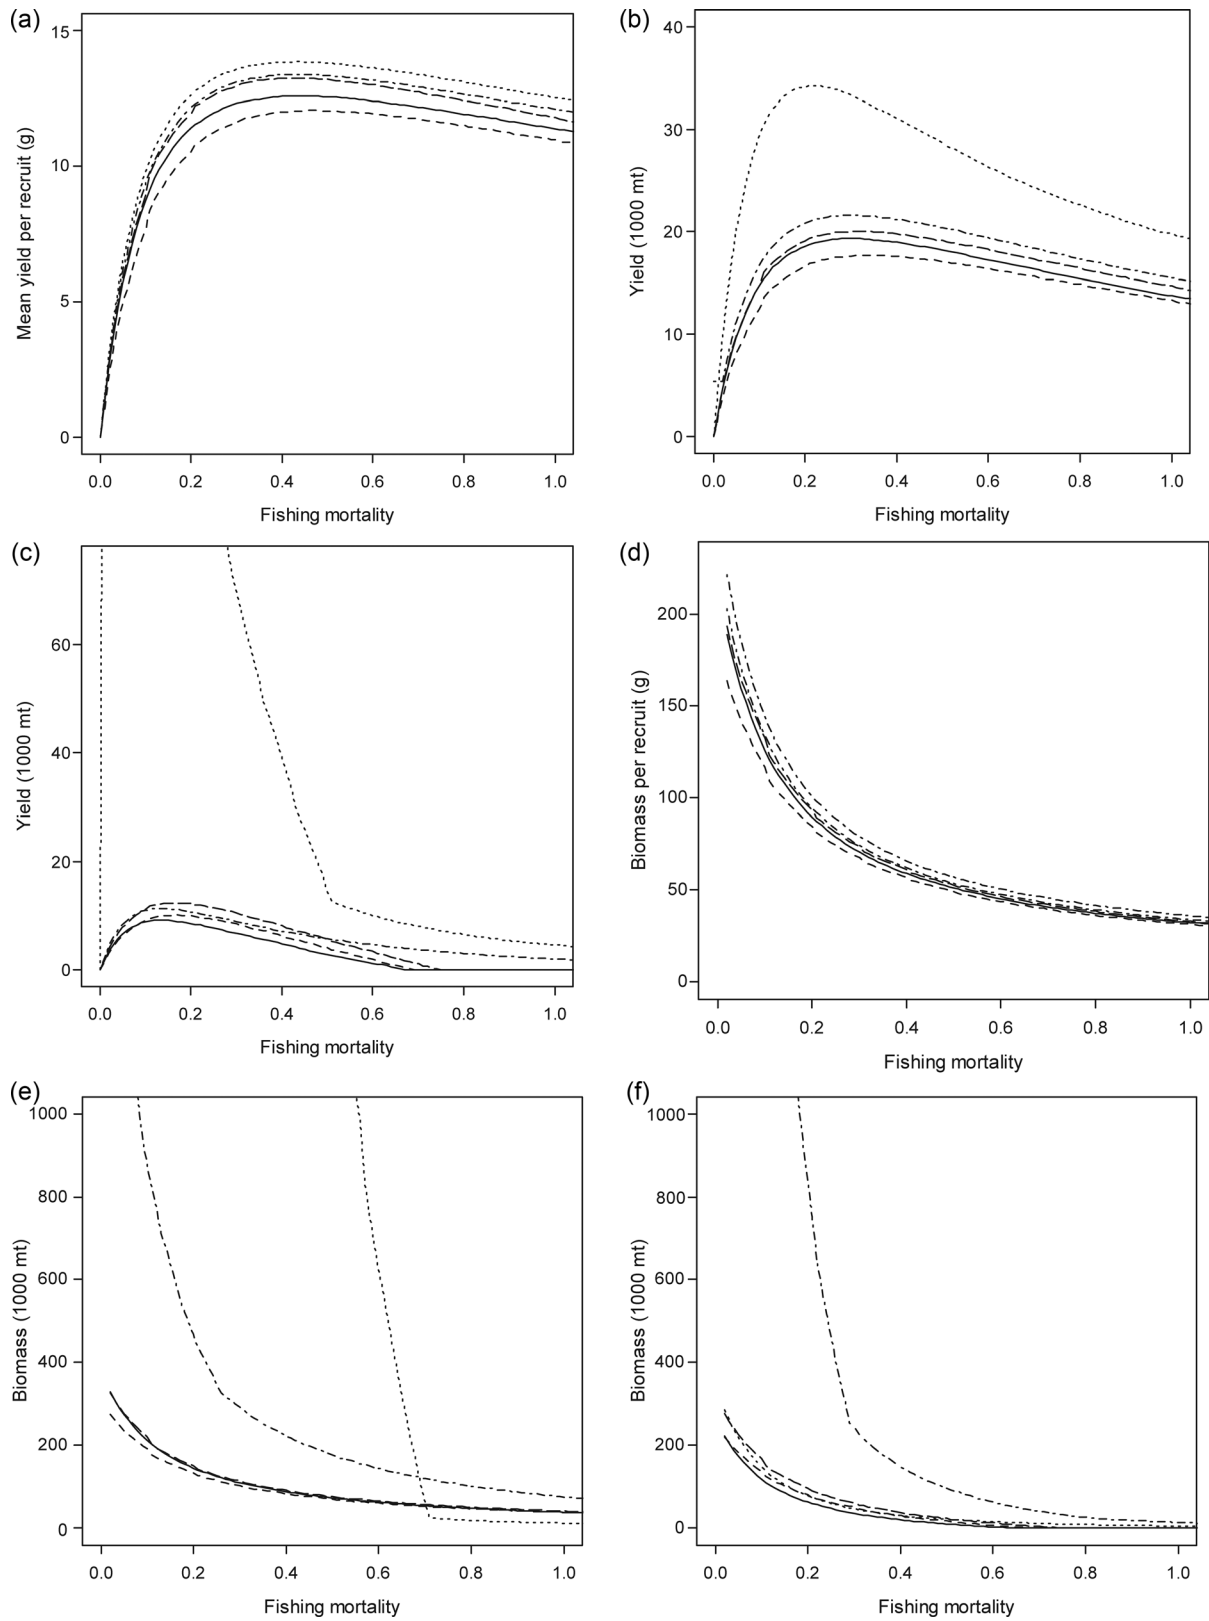 (a)
15
10
5
0
Mean yield per recruit (g)
0.0 0.2 0.4 0.6 0.8 1.0
Fishing mortality
(b)
40
30
20
10
0
Yield (1000 mt)
0.0 0.2 0.4 0.6 0.8 1.0
Fishing mortality
(c)
60
40
20
0
Yield (1000 mt)
0.0 0.2 0.4 0.6 0.8 1.0
Fishing mortality
(d)
200
150
100
50
0
Biomass per recruit (g)
0.0 0.2 0.4 0.6 0.8 1.0
Fishing mortality
(e)
1000
800
600
400
200
0
Biomass (1000 mt)
0.0 0.2 0.4 0.6 0.8 1.0
Fishing mortality
(f)
1000
800
600
400
200
0
Biomass (1000 mt)
0.0 0.2 0.4 0.6 0.8 1.0
Fishing mortality